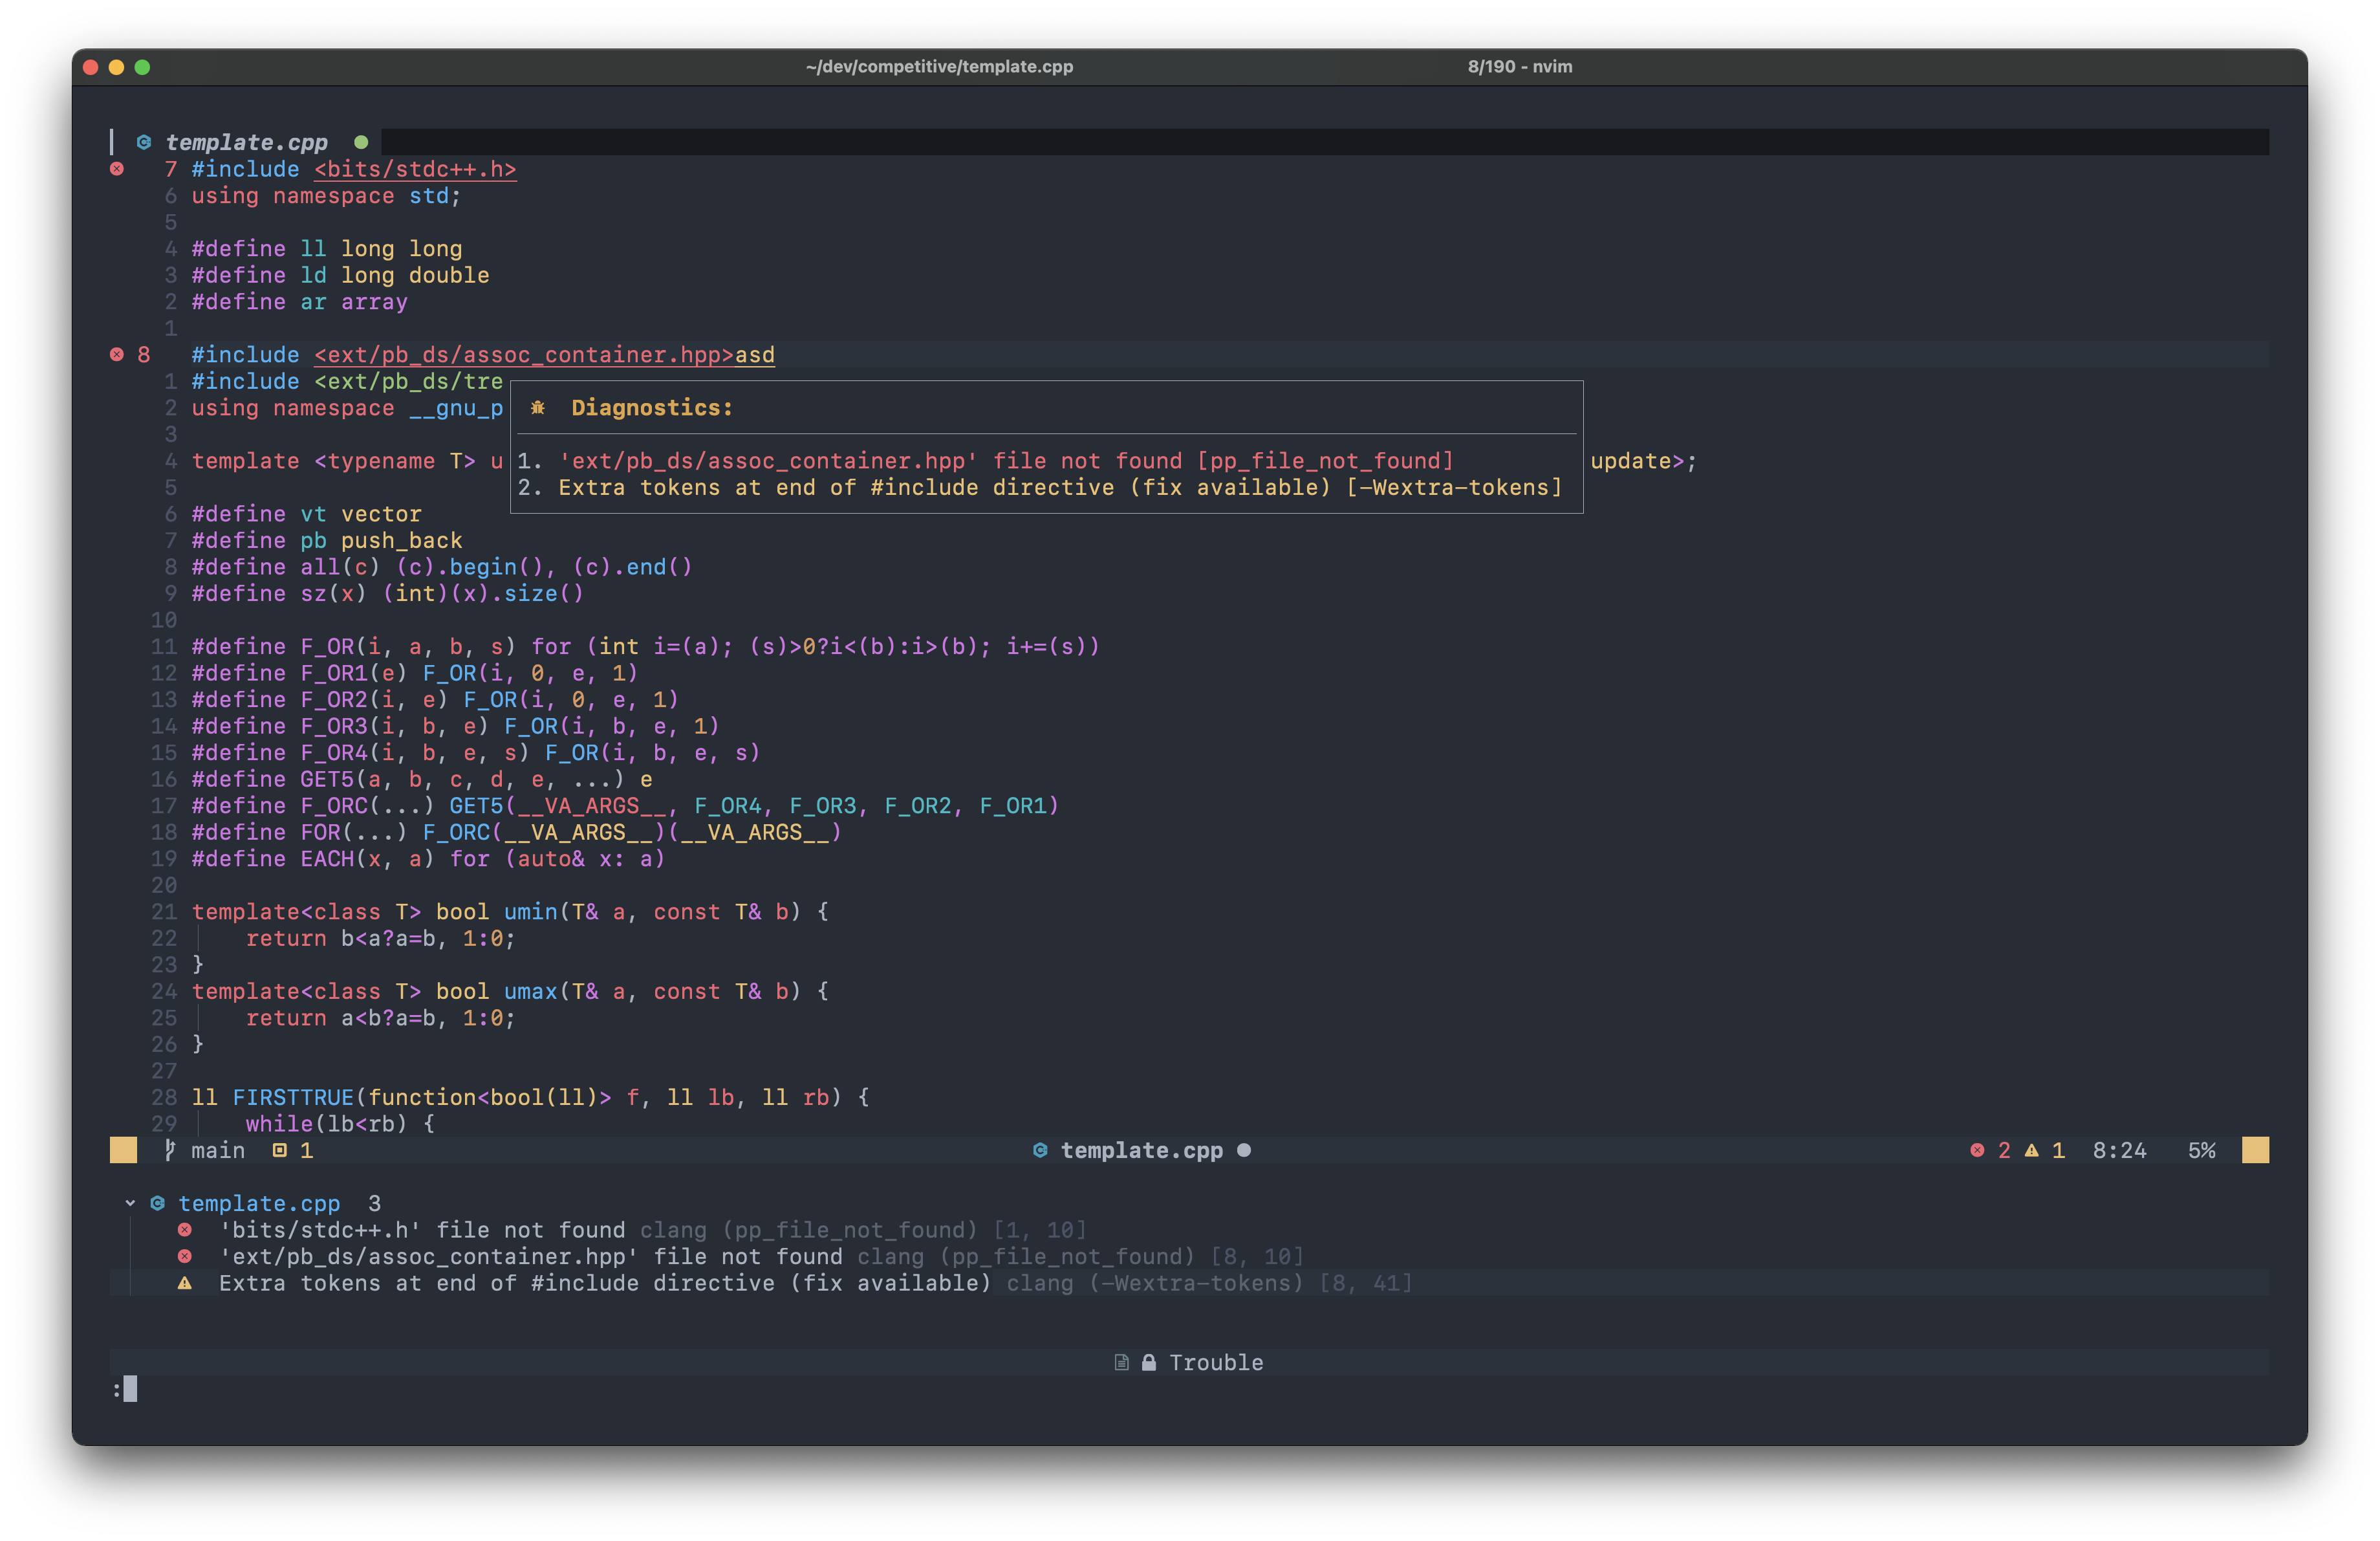 ~/dev/competitive/template.cpp 8/190 - nvim
template.cpp
7 #include <bits/stdc++.h>
6 using namespace std;
5
4 #define ll long long
3 #define ld long double
2 #define ar array
1
8 #include <ext/pb_ds/assoc_container.hpp>asd
1 #include <ext/pb_ds/tre
2 using namespace __gnu_p
3
4 template <typename T> u
update>;
Diagnostics:
1. 'ext/pb_ds/assoc_container.hpp' file not found [pp_file_not_found]
2. Extra tokens at end of #include directive (fix available) [-Wextra-tokens]
5
6 #define vt vector
7 #define pb push_back
8 #define all(c) (c).begin(), (c).end()
9 #define sz(x) (int)(x).size()
10
11 #define F_OR(i, a, b, s) for (int i=(a); (s)>0?i<(b):i>(b); i+=(s))
12 #define F_OR1(e) F_OR(i, 0, e, 1)
13 #define F_OR2(i, e) F_OR(i, 0, e, 1)
14 #define F_OR3(i, b, e) F_OR(i, b, e, 1)
15 #define F_OR4(i, b, e, s) F_OR(i, b, e, s)
16 #define GET5(a, b, c, d, e, ...) e
17 #define F_ORC(...) GET5(__VA_ARGS__, F_OR4, F_OR3, F_OR2, F_OR1)
18 #define FOR(...) F_ORC(__VA_ARGS__)(__VA_ARGS__)
19 #define EACH(x, a) for (auto& x: a)
20
21 template<class T> bool umin(T& a, const T& b) {
22 return b<a?a=b, 1:0;
23 }
24 template<class T> bool umax(T& a, const T& b) {
25 return a<b?a=b, 1:0;
26 }
27
28 ll FIRSTTRUE(function<bool(ll)> f, ll lb, ll rb) {
29 while(lb<rb) {
main 1 template.cpp 2 1 8:24 5%
template.cpp 3
'bits/stdc++.h' file not found clang (pp_file_not_found) [1, 10]
'ext/pb_ds/assoc_container.hpp' file not found clang (pp_file_not_found) [8, 10]
Extra tokens at end of #include directive (fix available) clang (-Wextra-tokens) [8, 41]
Trouble
: